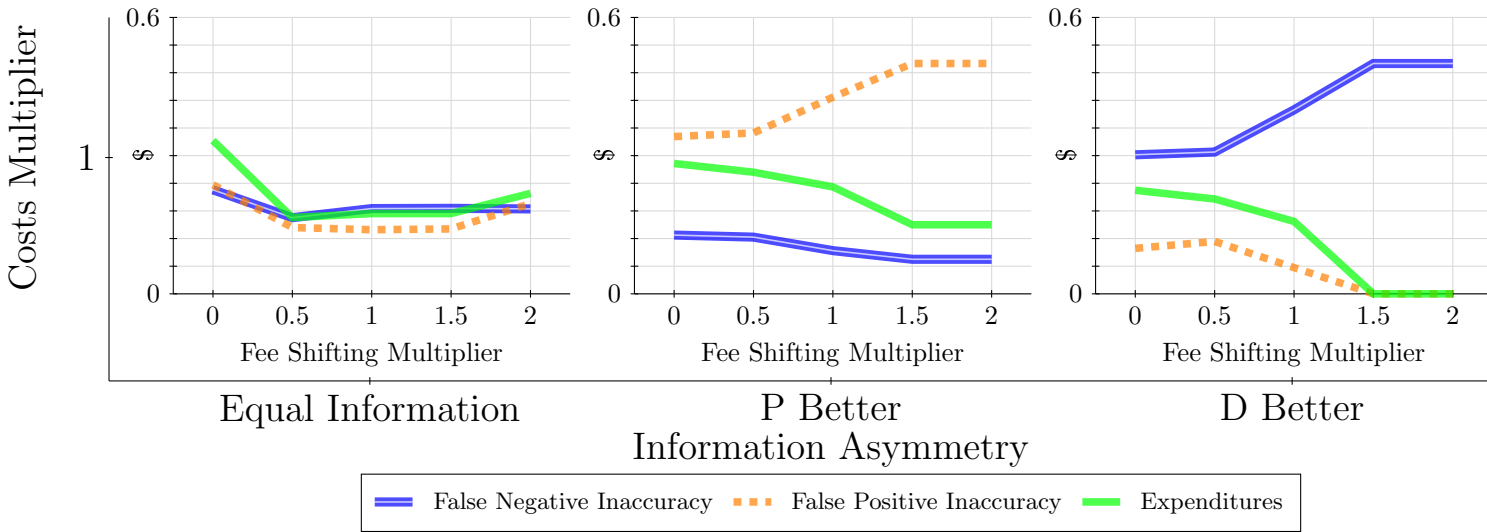 Costs Multiplier
1
0.6
$
0
0 0.5 1 1.5 2
Fee Shifting Multiplier
0.6
$
0
0 0.5 1 1.5 2
Fee Shifting Multiplier
0.6
$
0
0 0.5 1 1.5 2
Fee Shifting Multiplier
Equal Information P Better D Better
Information Asymmetry
False Negative Inaccuracy False Positive Inaccuracy Expenditures